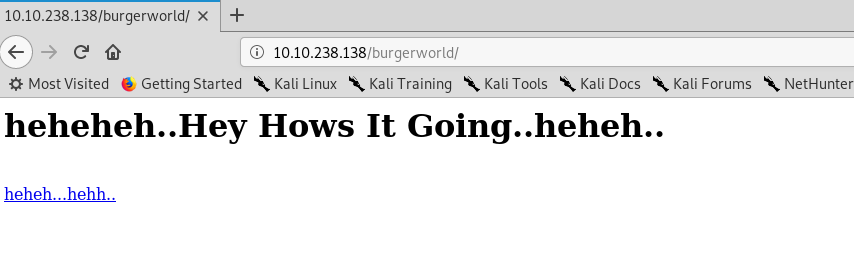 10.10.238.138/burgerworld/
10.10.238.138/burgerworld/
Most Visited Getting Started Kali Linux Kali Training Kali Tools Kali Docs Kali Forums NetHunter
heheheh..Hey Hows It Going..heheh..
heheh...hehh..